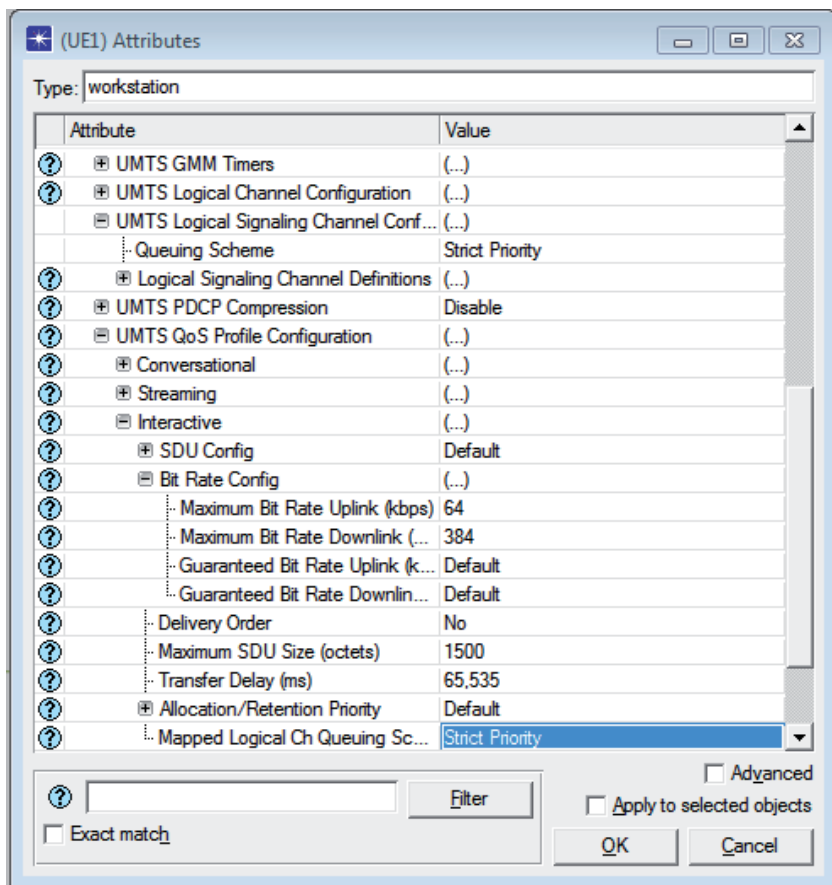 (UE1) Attributes
Type: workstation
Attribute Value
UMTS GMM Timers (...)
UMTS Logical Channel Configuration (...)
UMTS Logical Signaling Channel Conf... (...)
Queuing Scheme Strict Priority
Logical Signaling Channel Definitions (...)
UMTS PDCP Compression Disable
UMTS QoS Profile Configuration (...)
Conversational (...)
Streaming (...)
Interactive (...)
SDU Config Default
Bit Rate Config (...)
Maximum Bit Rate Uplink (kbps) 64
Maximum Bit Rate Downlink (... 384
Guaranteed Bit Rate Uplink (k... Default
Guaranteed Bit Rate Downlin... Default
Delivery Order No
Maximum SDU Size (octets) 1500
Transfer Delay (ms) 65,535
Allocation/Retention Priority Default
Mapped Logical Ch Queuing Sc... Strict Priority
Advanced
Filter
Apply to selected objects
Exact match
OK Cancel